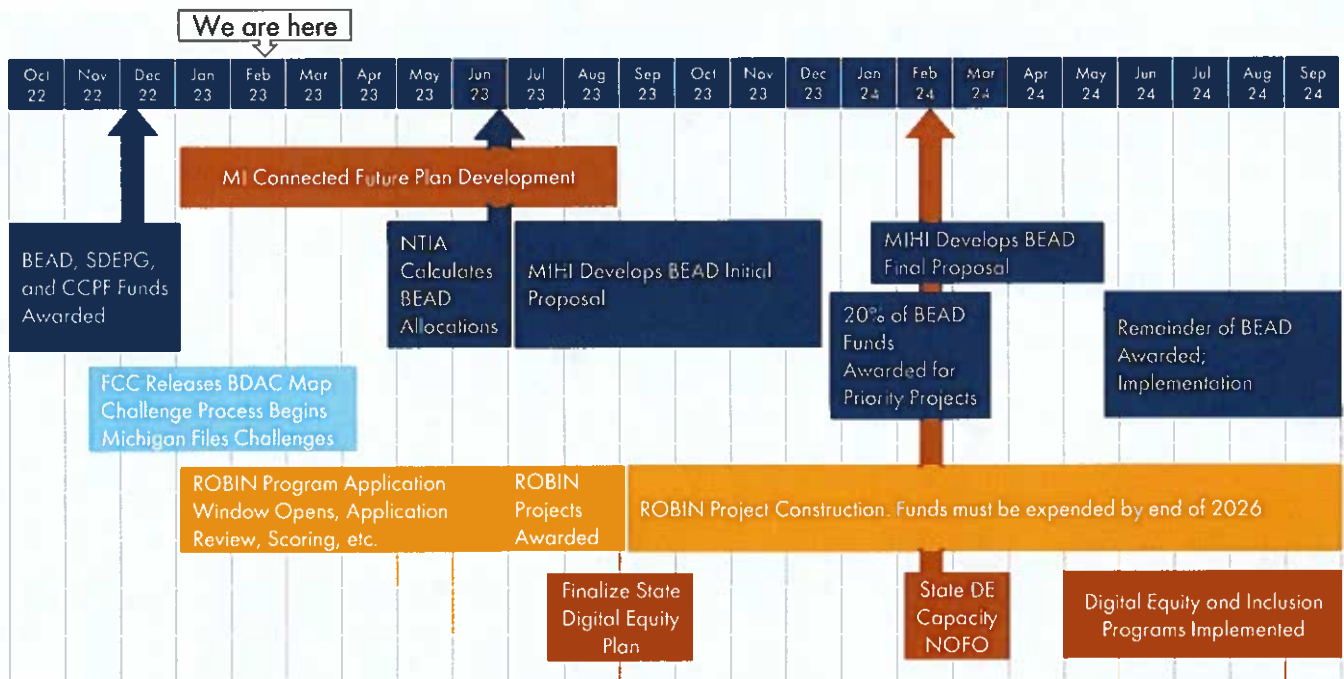 We are here
Oct Nov Dec Jan Feb Mar Apr May Jun Jul Aug Sep Oct Nov Dec Jan Feb Mar Apr May Jun Jul Aug Sep
22 22 22 23 23 23 23 23 23 23 23 23 23 23 23 24 24 24 24 24 24 24 24 24
MI Connected Future Plan Development
BEAD, SDEPG,
and CCPF Funds
Awarded
NTIA
Calculates
BEAD
Allocations
MIHI Develops BEAD Initial
Proposal
MIHI Develops BEAD
Final Proposal
20% of BEAD
Funds
Awarded for
Priority Projects
Remainder of BEAD
Awarded;
Implementation
FCC Releases BDAC Map
Challenge Process Begins
Michigan Files Challenges
ROBIN Program Application
Window Opens, Application
Review, Scoring, etc.
ROBIN
Projects
Awarded
ROBIN Project Construction. Funds must be expended by end of 2026
Finalize State
Digital Equity
Plan
State DE
Capacity
NOFO
Digital Equity and Inclusion
Programs Implemented